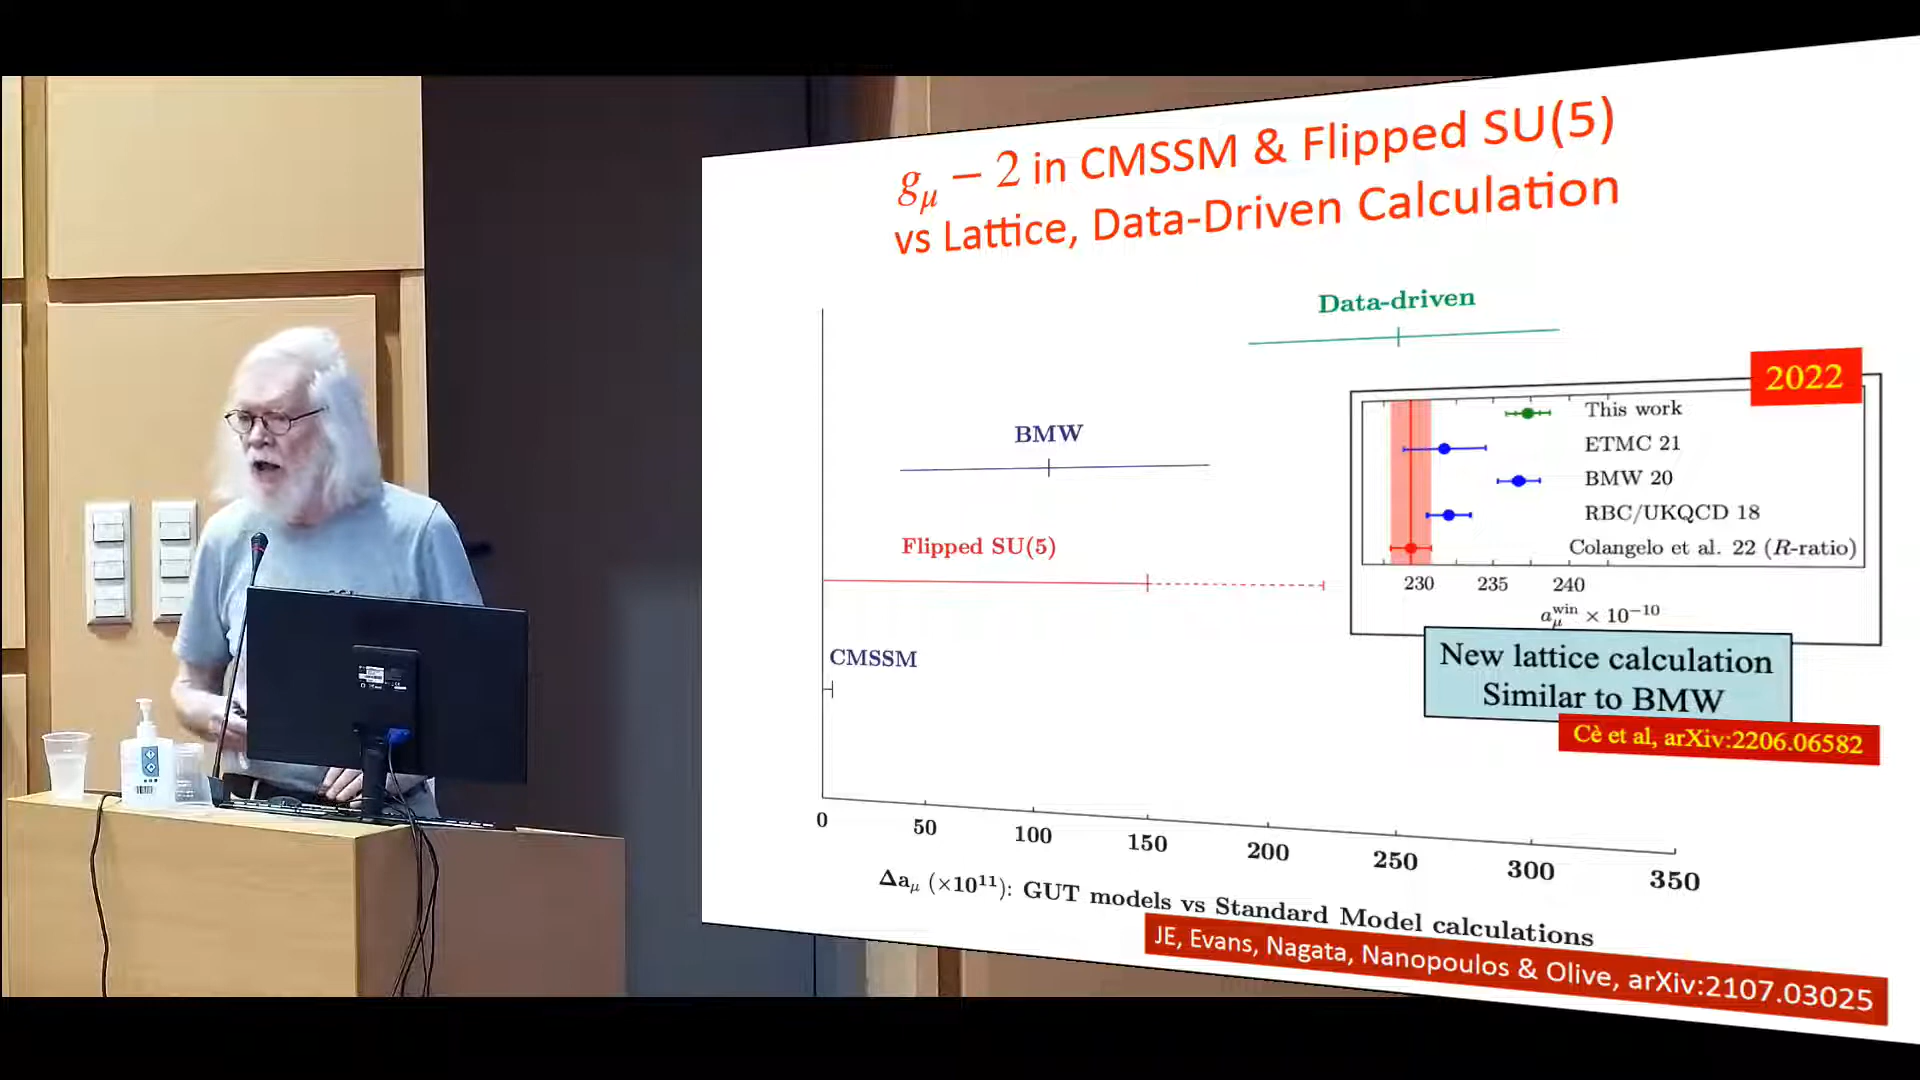 g_μ − 2 in CMSSM & Flipped SU(5)
vs Lattice, Data-Driven Calculation
Data-driven
2022
This work
ETMC 21
BMW
BMW 20
RBC/UKQCD 18
Flipped SU(5)
Colangelo et al. 22 (R-ratio)
230 235 240
a_μ^win × 10^−10
CMSSM
New lattice calculation
Similar to BMW
Cè et al, arXiv:2206.06582
0 50 100 150 200 250 300 350
Δa_μ (×10^11): GUT models vs Standard Model calculations
JE, Evans, Nagata, Nanopoulos & Olive, arXiv:2107.03025